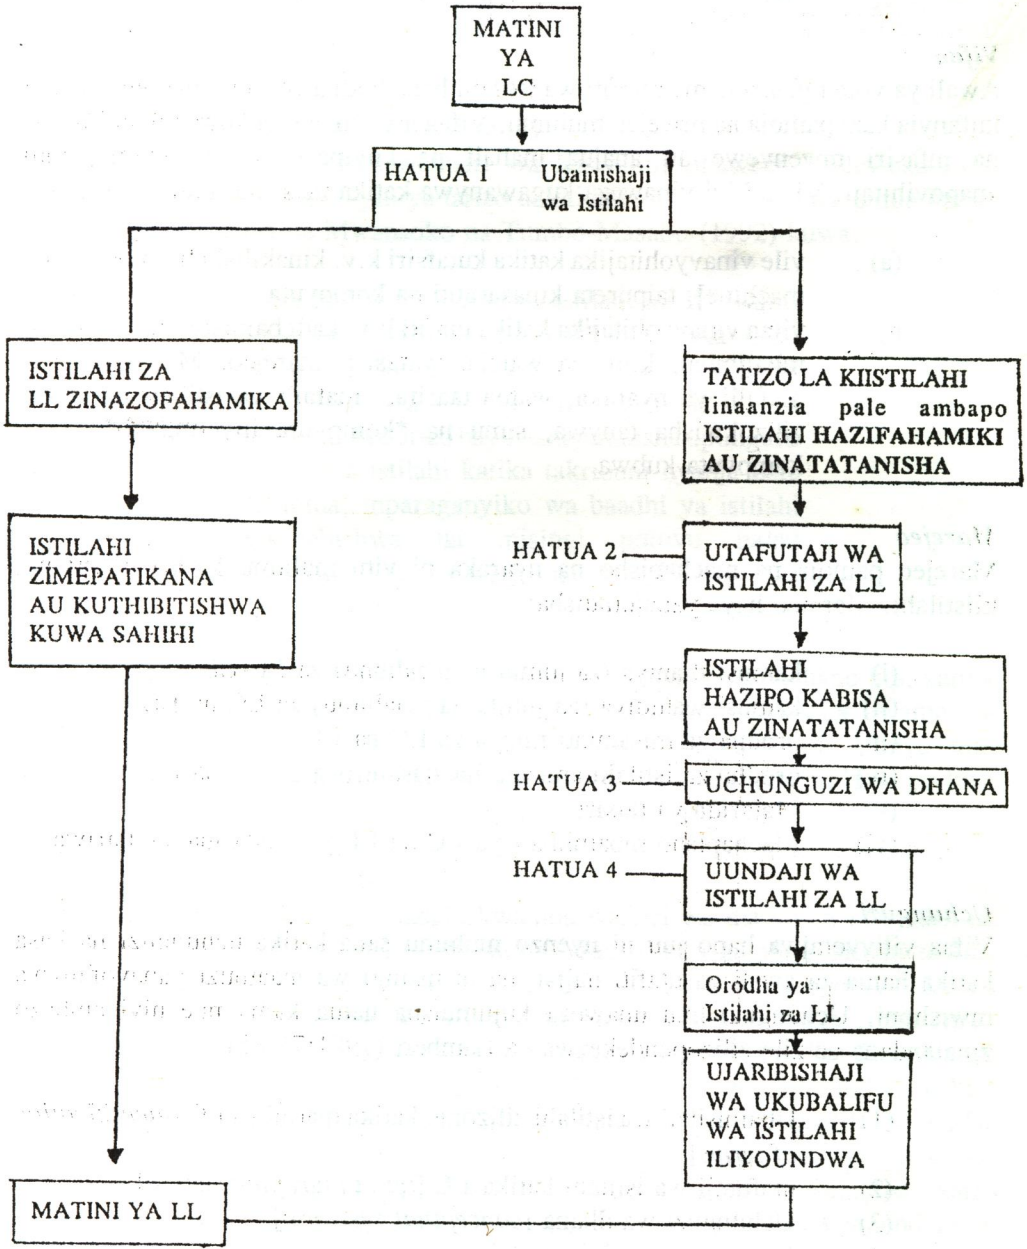 MATINI
YA
LC
HATUA 1 Ubainishaji
wa Istilahi
ISTILAHI ZA
LL ZINAZOFAHAMIKA
TATIZO LA KIISTILAHI
linaanzia pale ambapo
ISTILAHI HAZIFAHAMIKI
AU ZINATATANISHA
ISTILAHI
ZIMEPATIKANA
AU KUTHIBITISHWA
KUWA SAHIHI
HATUA 2 UTAFUTAJI WA
ISTILAHI ZA LL
ISTILAHI
HAZIPO KABISA
AU ZINATATANISHA
HATUA 3 UCHUNGUZI WA DHANA
HATUA 4 UUNDAJI WA
ISTILAHI ZA LL
Orodha ya
Istilahi za LL
UJARIBISHAJI
WA UKUBALIFU
WA ISTILAHI
ILIYOUNDWA
MATINI YA LL